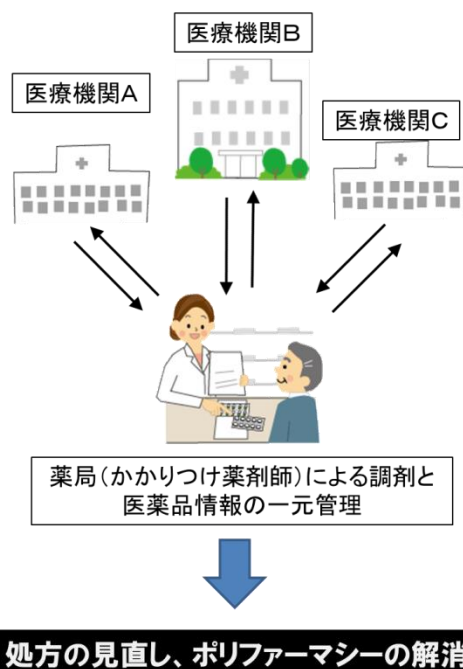 医療機関B
医療機関A
医療機関C
薬局(かかりつけ薬剤師)による調剤と
医薬品情報の一元管理
処方の見直し、ポリファーマシーの解消